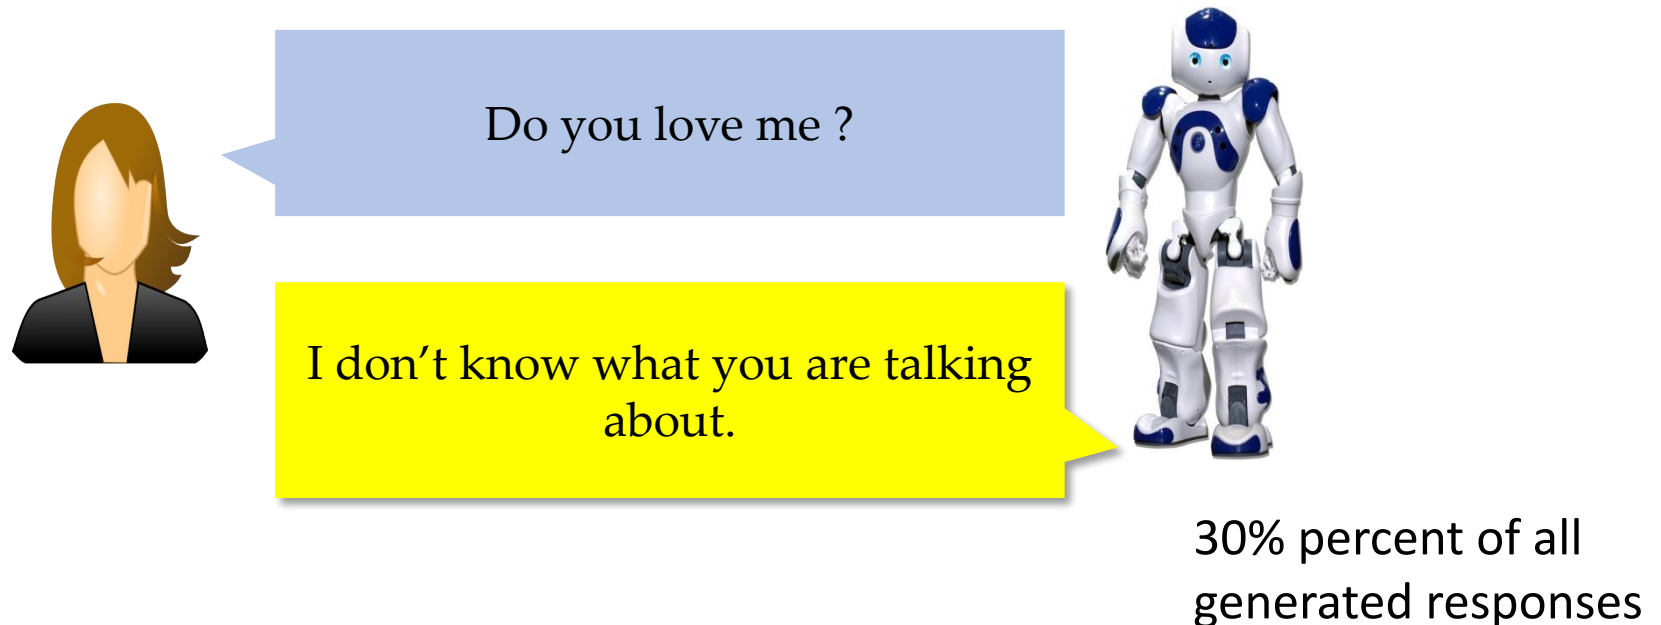 Do you love me ?
I don’t know what you are talking
about.
30% percent of all
generated responses